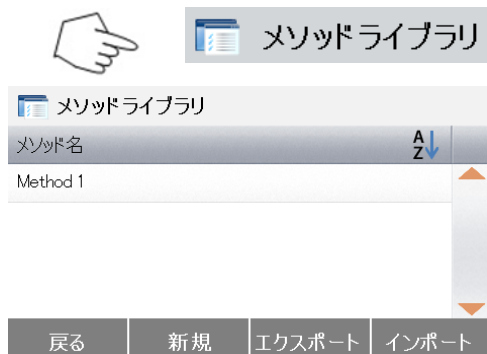 メソッドライブラリ
メソッドライブラリ
メソッド名 AZ
Method 1
戻る 新規 エクスポート インポート